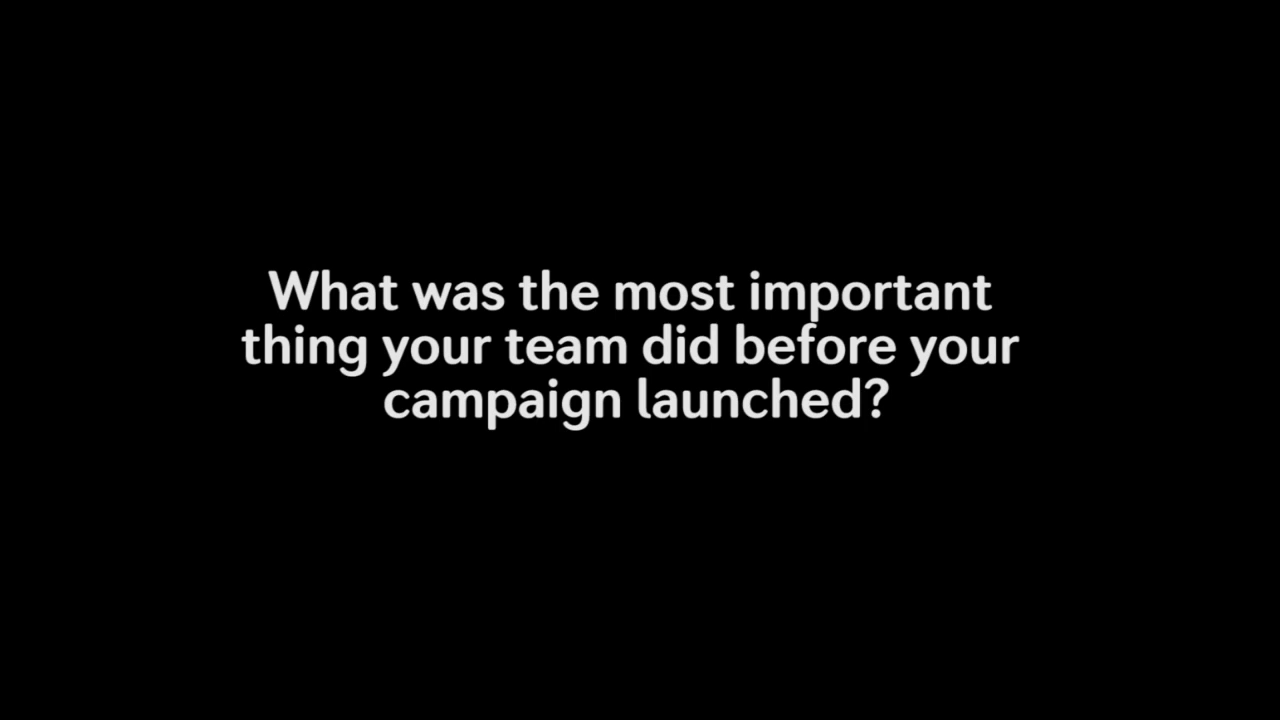 What was the most important
thing your team did before your
campaign launched?